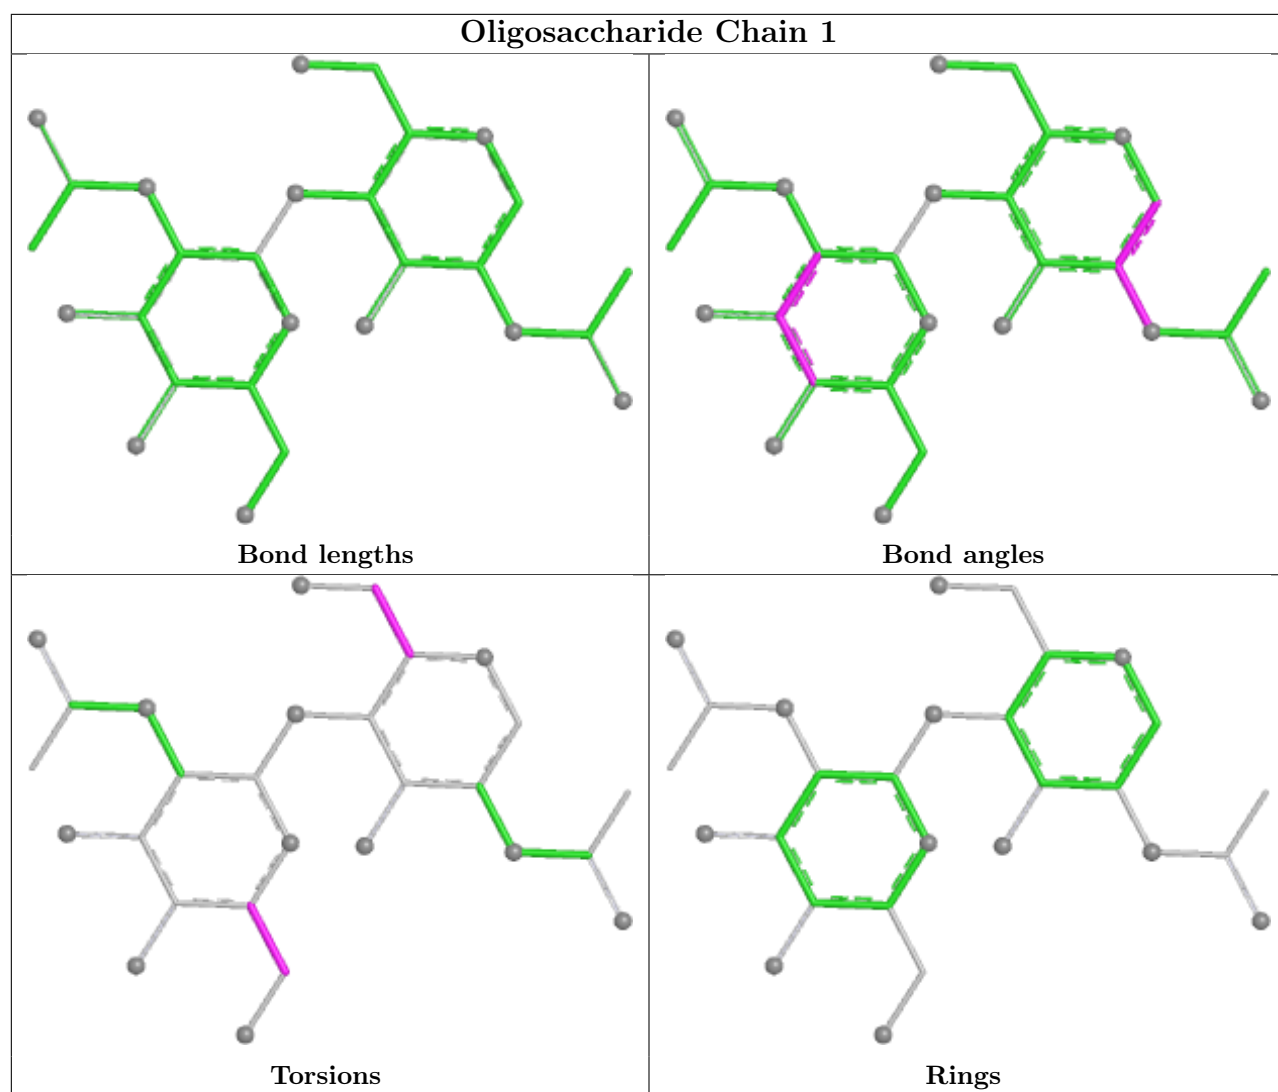 Oligosaccharide Chain 1
Bond lengths
Bond angles
Torsions
Rings